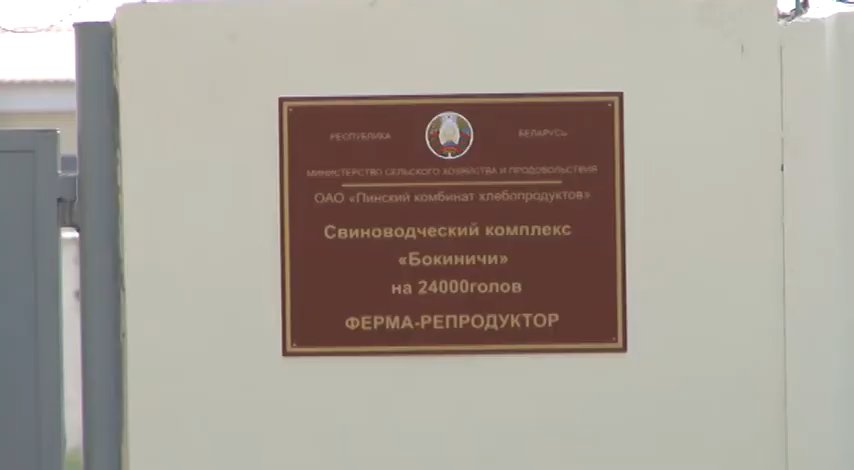 РЕСПУБЛИКА БЕЛАРУСЬ
МИНИСТЕРСТВО СЕЛЬСКОГО ХОЗЯЙСТВА И ПРОДОВОЛЬСТВИЯ
ОАО «Пинский комбинат хлебопродуктов»
Свиноводческий комплекс
«Бокиничи»
на 24000голов
ФЕРМА-РЕПРОДУКТОР